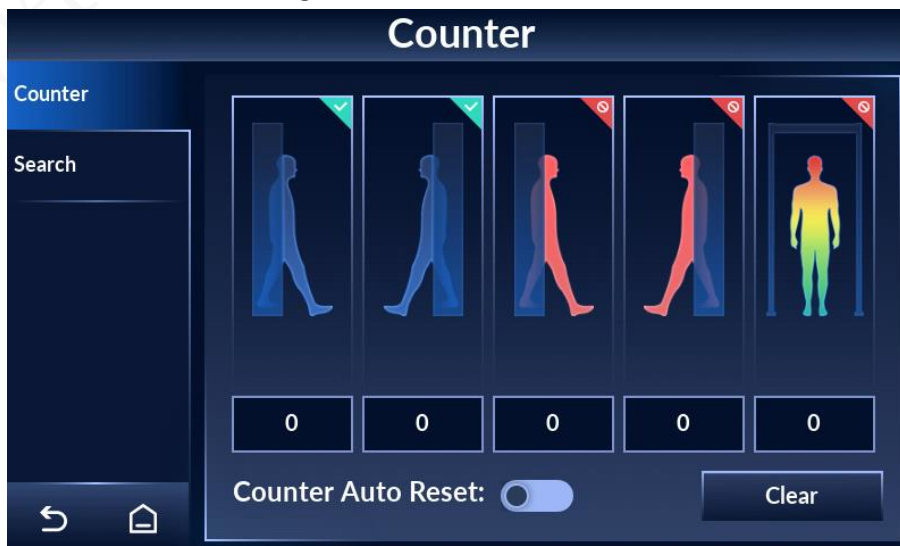 Counter
Counter
Search
0 0 0 0 0
Counter Auto Reset:
Clear